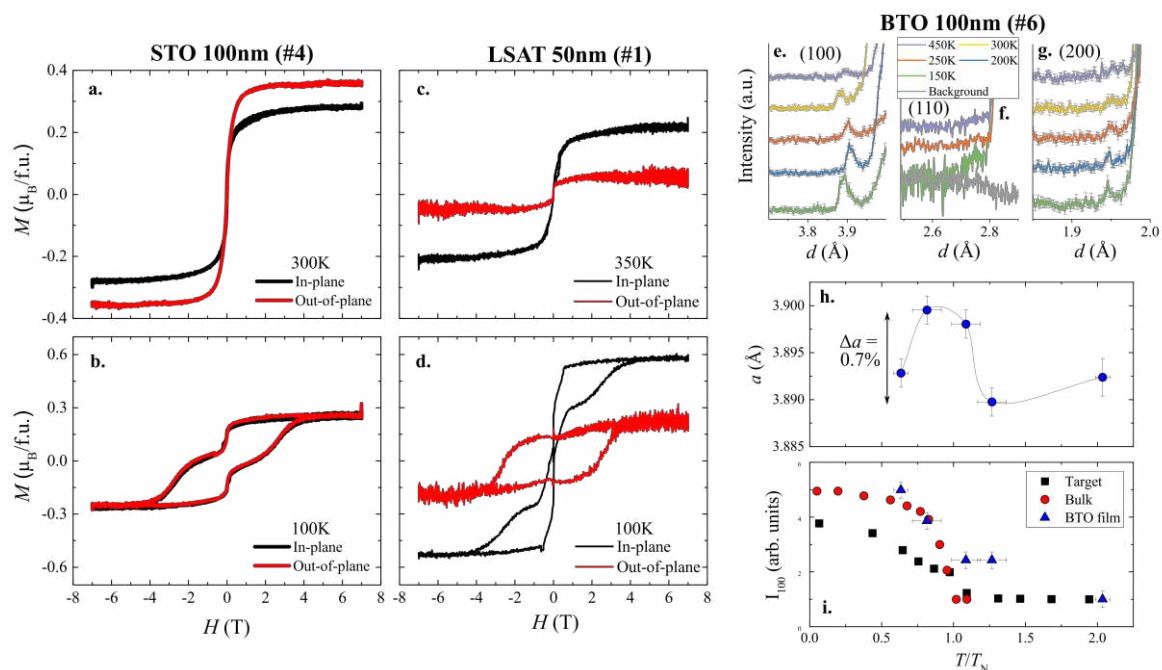 STO 100nm (#4)
LSAT 50nm (#1)
BTO 100nm (#6)
a.
M (μB/f.u.)
0.4
0.2
0.0
-0.2
-0.4
300K
In-plane
Out-of-plane
b.
M (μB/f.u.)
0.6
0.3
0.0
-0.3
-0.6
100K
In-plane
Out-of-plane
-8 -6 -4 -2 0 2 4 6 8
H (T)
c.
350K
In-plane
Out-of-plane
d.
100K
In-plane
Out-of-plane
-8 -6 -4 -2 0 2 4 6 8
H (T)
e. (100)
Intensity (a.u.)
3.8 3.9
d (Å)
450K 300K
250K 200K
150K
Background
(110) f.
2.6 2.8
d (Å)
g. (200)
1.9 2.0
d (Å)
h.
a (Å)
3.900
3.895
3.890
3.885
Δa =
0.7%
I100 (arb. units)
6
4
2
0
Target
Bulk
BTO film
i.
0.0 0.5 1.0 1.5 2.0
T/TN